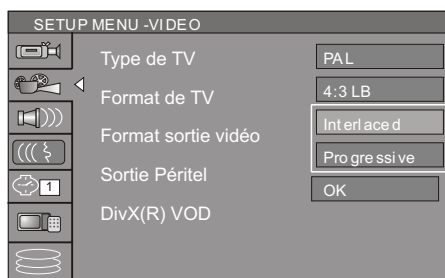 SETUP MENU -VIDEO
Type de TV
PAL
Format de TV
4:3 LB
Format sortie vidéo
Interlaced
Progressive
Sortie Péritel
OK
DivX(R) VOD
1